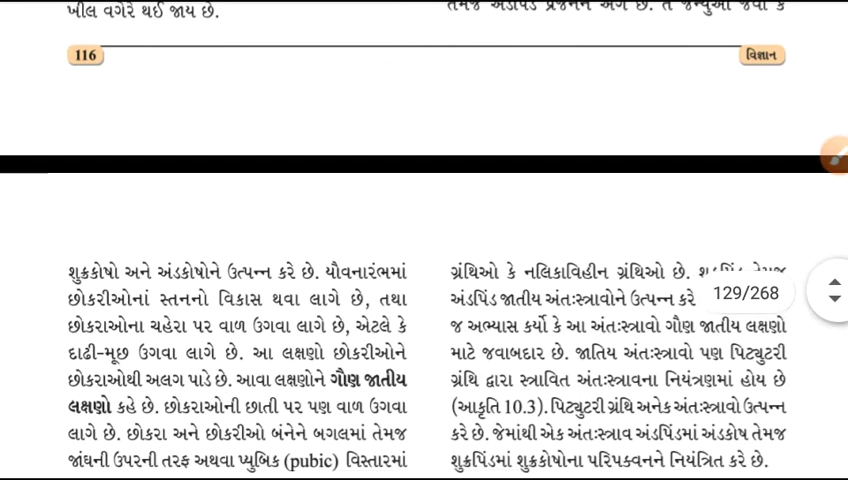 ખીલ વગેરે થઈ જાય છે.
116
વિજ્ઞાન
શુક્રકોષો અને અંડકોષોને ઉત્પન્ન કરે છે. યૌવનારંભમાં
છોકરીઓનાં સ્તનનો વિકાસ થવા લાગે છે, તથા
છોકરાઓના ચહેરા પર વાળ ઉગવા લાગે છે, એટલે કે
દાઢી-મૂછ ઉગવા લાગે છે. આ લક્ષણો છોકરીઓને
છોકરાઓથી અલગ પાડે છે. આવા લક્ષણોને ગૌણ જાતીય
લક્ષણો કહે છે. છોકરાઓની છાતી પર પણ વાળ ઉગવા
લાગે છે. છોકરા અને છોકરીઓ બંનેને બગલમાં તેમજ
જાંઘની ઉપરની તરફ અથવા પ્યુબિક (pubic) વિસ્તારમાં
ગ્રંથિઓ કે નલિકાવિહીન ગ્રંથિઓ છે.
અંડપિંડ જાતીય અંતઃસ્ત્રાવોને ઉત્પન્ન કરે
જ અભ્યાસ કર્યો કે આ અંતઃસ્ત્રાવો ગૌણ જાતીય લક્ષણો
માટે જવાબદાર છે. જાતિય અંતઃસ્ત્રાવો પણ પિટ્યુટરી
ગ્રંથિ દ્વારા સ્ત્રાવિત અંતઃસ્ત્રાવના નિયંત્રણમાં હોય છે
(આકૃતિ 10.3). પિટ્યુટરી ગ્રંથિ અનેક અંતઃસ્ત્રાવો ઉત્પન્ન
કરે છે. જેમાંથી એક અંતઃસ્ત્રાવ અંડપિંડમાં અંડકોષ તેમજ
શુક્રપિંડમાં શુક્રકોષોના પરિપક્વનને નિયંત્રિત કરે છે.
129/268